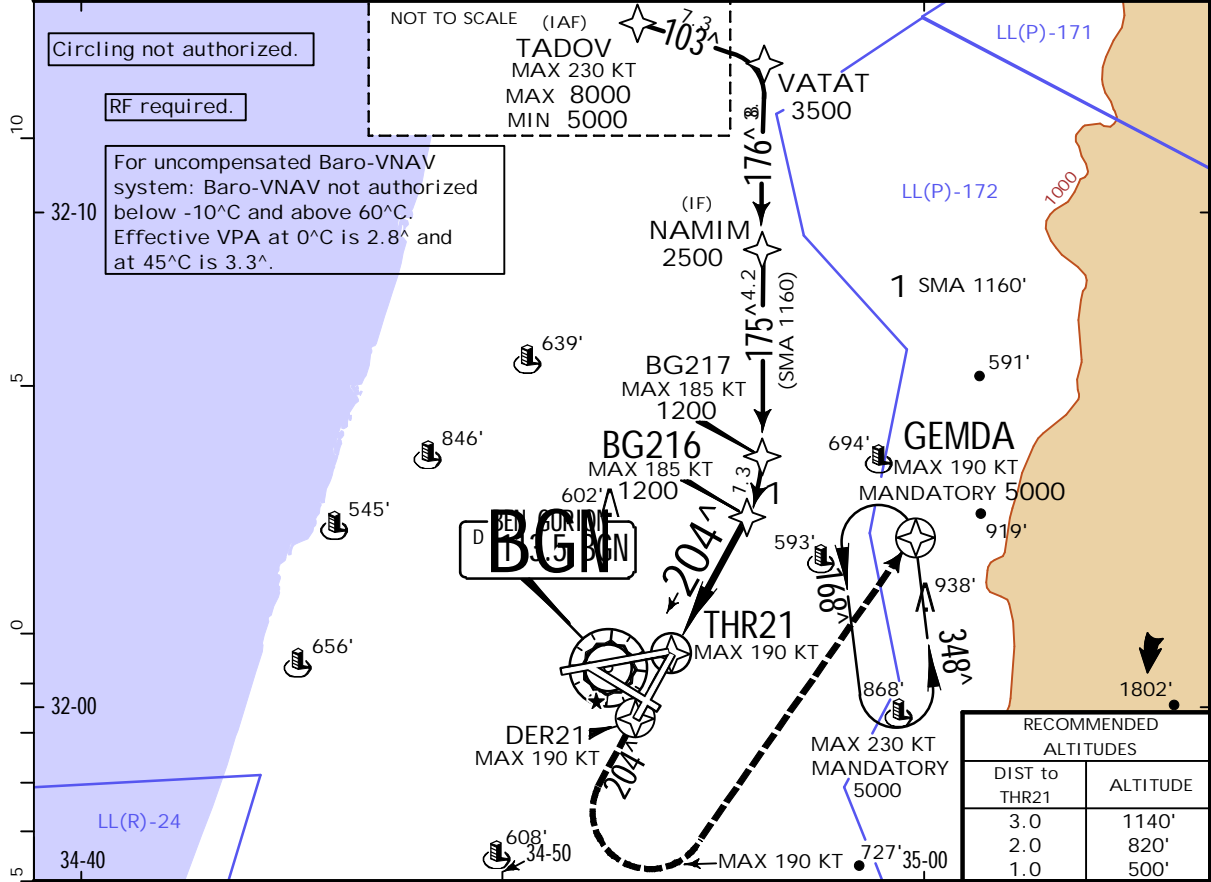 NOT TO SCALE
(IAF)
TADOV
MAX 230 KT
MAX 8000
MIN 5000
7.3
103^
VATAT
3500
LL(P)-171
Circling not authorized.
RF required.
For uncompensated Baro-VNAV
system: Baro-VNAV not authorized
below -10^C and above 60^C.
Effective VPA at 0^C is 2.8^ and
at 45^C is 3.3^.
10
32-10
176^
LL(P)-172
1000
(IF)
NAMIM
2500
175^
4.2
(SMA 1160)
1 SMA 1160'
639'
591'
5
BG217
MAX 185 KT
1200
846'
BG216
MAX 185 KT
1200
1.3
1
694'
GEMDA
MAX 190 KT
MANDATORY 5000
602'
545'
919'
BEN GURION
D 113.5 BGN
BGN
204^
593'
168^
938'
348^
0
THR21
MAX 190 KT
656'
868'
1802'
32-00
DER21
MAX 190 KT
204^
MAX 230 KT
MANDATORY
5000
RECOMMENDED
ALTITUDES
DIST to
THR21
ALTITUDE
3.0 1140'
2.0 820'
1.0 500'
LL(R)-24
608'
34-40
34-50
MAX 190 KT
727'
35-00
5